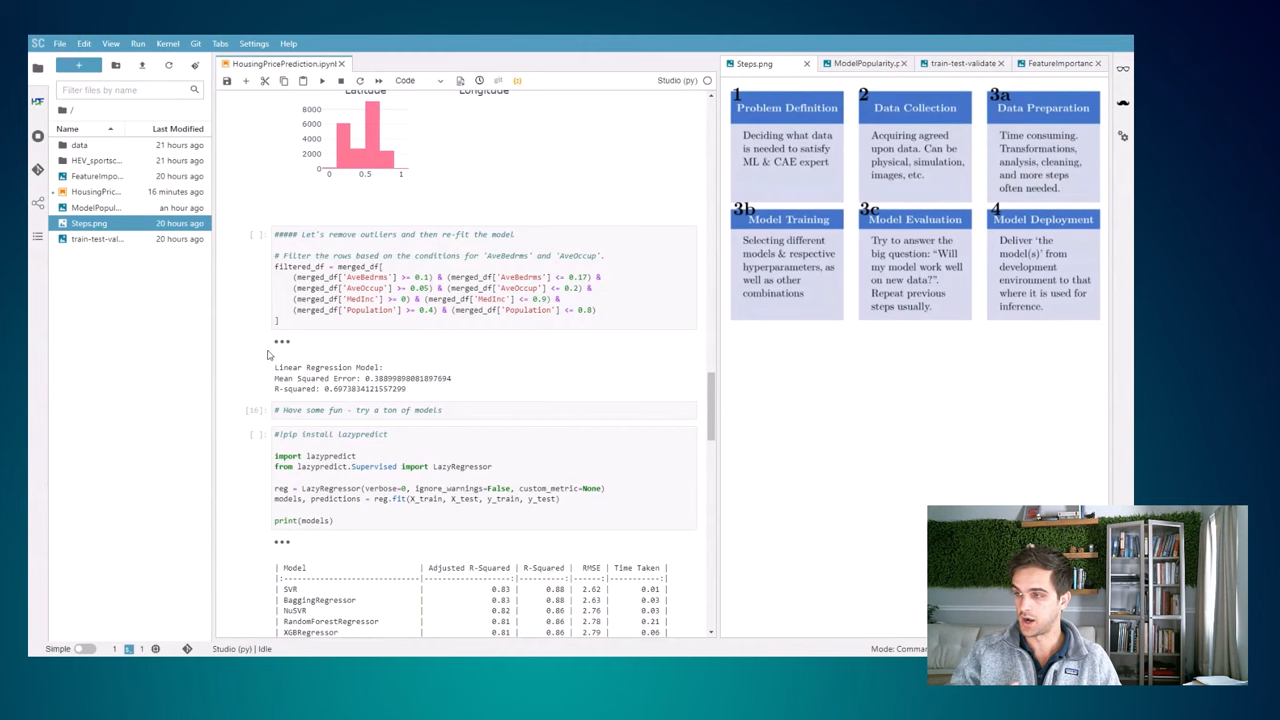 SC File Edit View Run Kernel Git Tabs Settings Help
HousingPricePrediction.ipynl
Steps.png
ModelPopularity.p
train-test-validate
FeatureImportanc
Code
git
Studio (py)
Filter files by name
/
Name Last Modified
data 21 hours ago
HEV_sportsc... 21 hours ago
FeatureImpo... 20 hours ago
HousingPric... 16 minutes ago
ModelPopul... an hour ago
Steps.png 20 hours ago
train-test-val... 20 hours ago
Latitude Longitude
8000
6000
4000
2000
0
0 0.5 1
[ ]:
##### Let's remove outliers and then re-fit the model
# Filter the rows based on the conditions for 'AveBedrms' and 'AveOccup'.
filtered_df = merged_df[
(merged_df['AveBedrms'] >= 0.1) & (merged_df['AveBedrms'] <= 0.17) &
(merged_df['AveOccup'] >= 0.05) & (merged_df['AveOccup'] <= 0.2) &
(merged_df['MedInc'] >= 0) & (merged_df['MedInc'] <= 0.9) &
(merged_df['Population'] >= 0.4) & (merged_df['Population'] <= 0.8)
]
•••
Linear Regression Model:
Mean Squared Error: 0.38899898081897694
R-squared: 0.6973834121557299
[16]: # Have some fun - try a ton of models
[ ]: #!pip install lazypredict
import lazypredict
from lazypredict.Supervised import LazyRegressor
reg = LazyRegressor(verbose=0, ignore_warnings=False, custom_metric=None)
models, predictions = reg.fit(X_train, X_test, y_train, y_test)
print(models)
•••
| Model | Adjusted R-Squared | R-Squared | RMSE | Time Taken |
|:-------------------------------|---------------------:|------------:|-------:|-------------:|
| SVR | 0.83 | 0.88 | 2.62 | 0.01 |
| BaggingRegressor | 0.83 | 0.88 | 2.63 | 0.03 |
| NuSVR | 0.82 | 0.86 | 2.76 | 0.03 |
| RandomForestRegressor | 0.81 | 0.86 | 2.78 | 0.21 |
| XGBRegressor | 0.81 | 0.86 | 2.79 | 0.06 |
1
Problem Definition
Deciding what data
is needed to satisfy
ML & CAE expert
2
Data Collection
Acquiring agreed
upon data. Can be
physical, simulation,
images, etc.
3a
Data Preparation
Time consuming.
Transformations,
analysis, cleaning,
and more steps
often needed.
3b
Model Training
Selecting different
models & respective
hyperparameters, as
well as other
combinations
3c
Model Evaluation
Try to answer the
big question: “Will
my model work well
on new data?”.
Repeat previous
steps usually.
4
Model Deployment
Deliver ‘the
model(s)’ from
development
environment to that
where it is used for
inference.
Simple 1 1 Studio (py) | Idle Mode: Comman